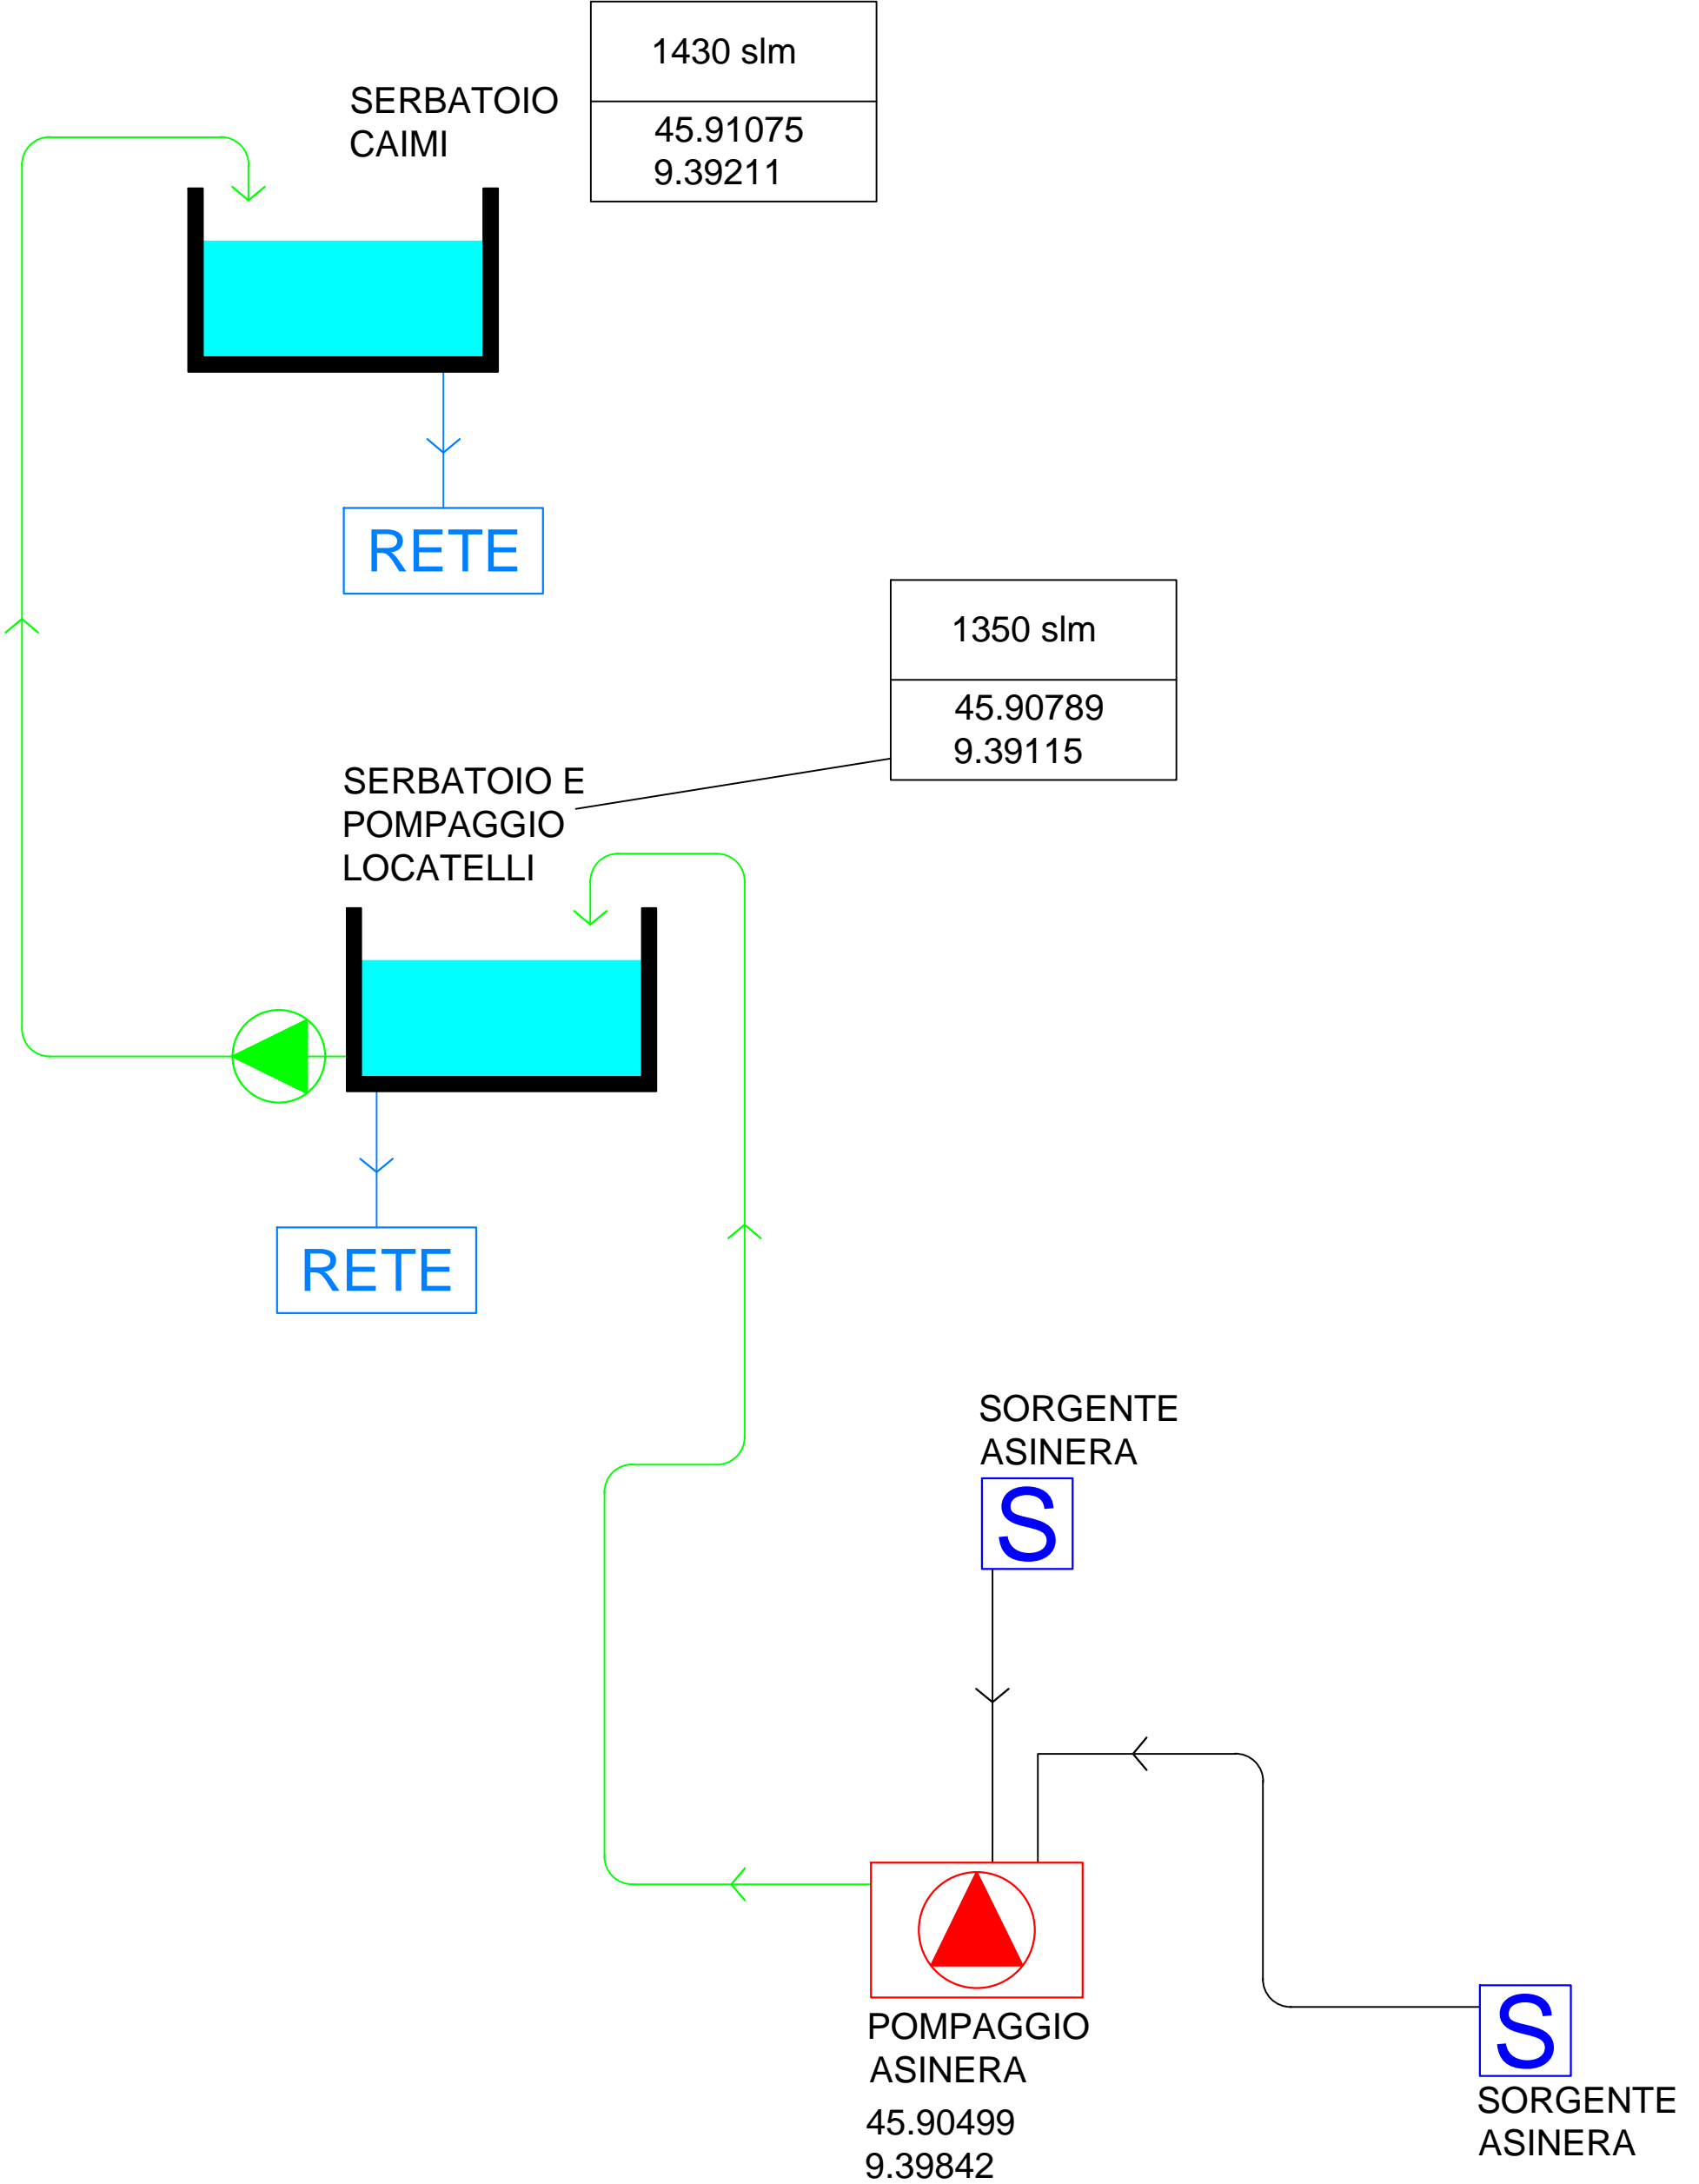 1430 slm
45.91075
9.39211
SERBATOIO
CAIMI
RETE
1350 slm
45.90789
9.39115
SERBATOIO E
POMPAGGIO
LOCATELLI
RETE
SORGENTE
ASINERA
S
POMPAGGIO
ASINERA
45.90499
9.39842
S
SORGENTE
ASINERA